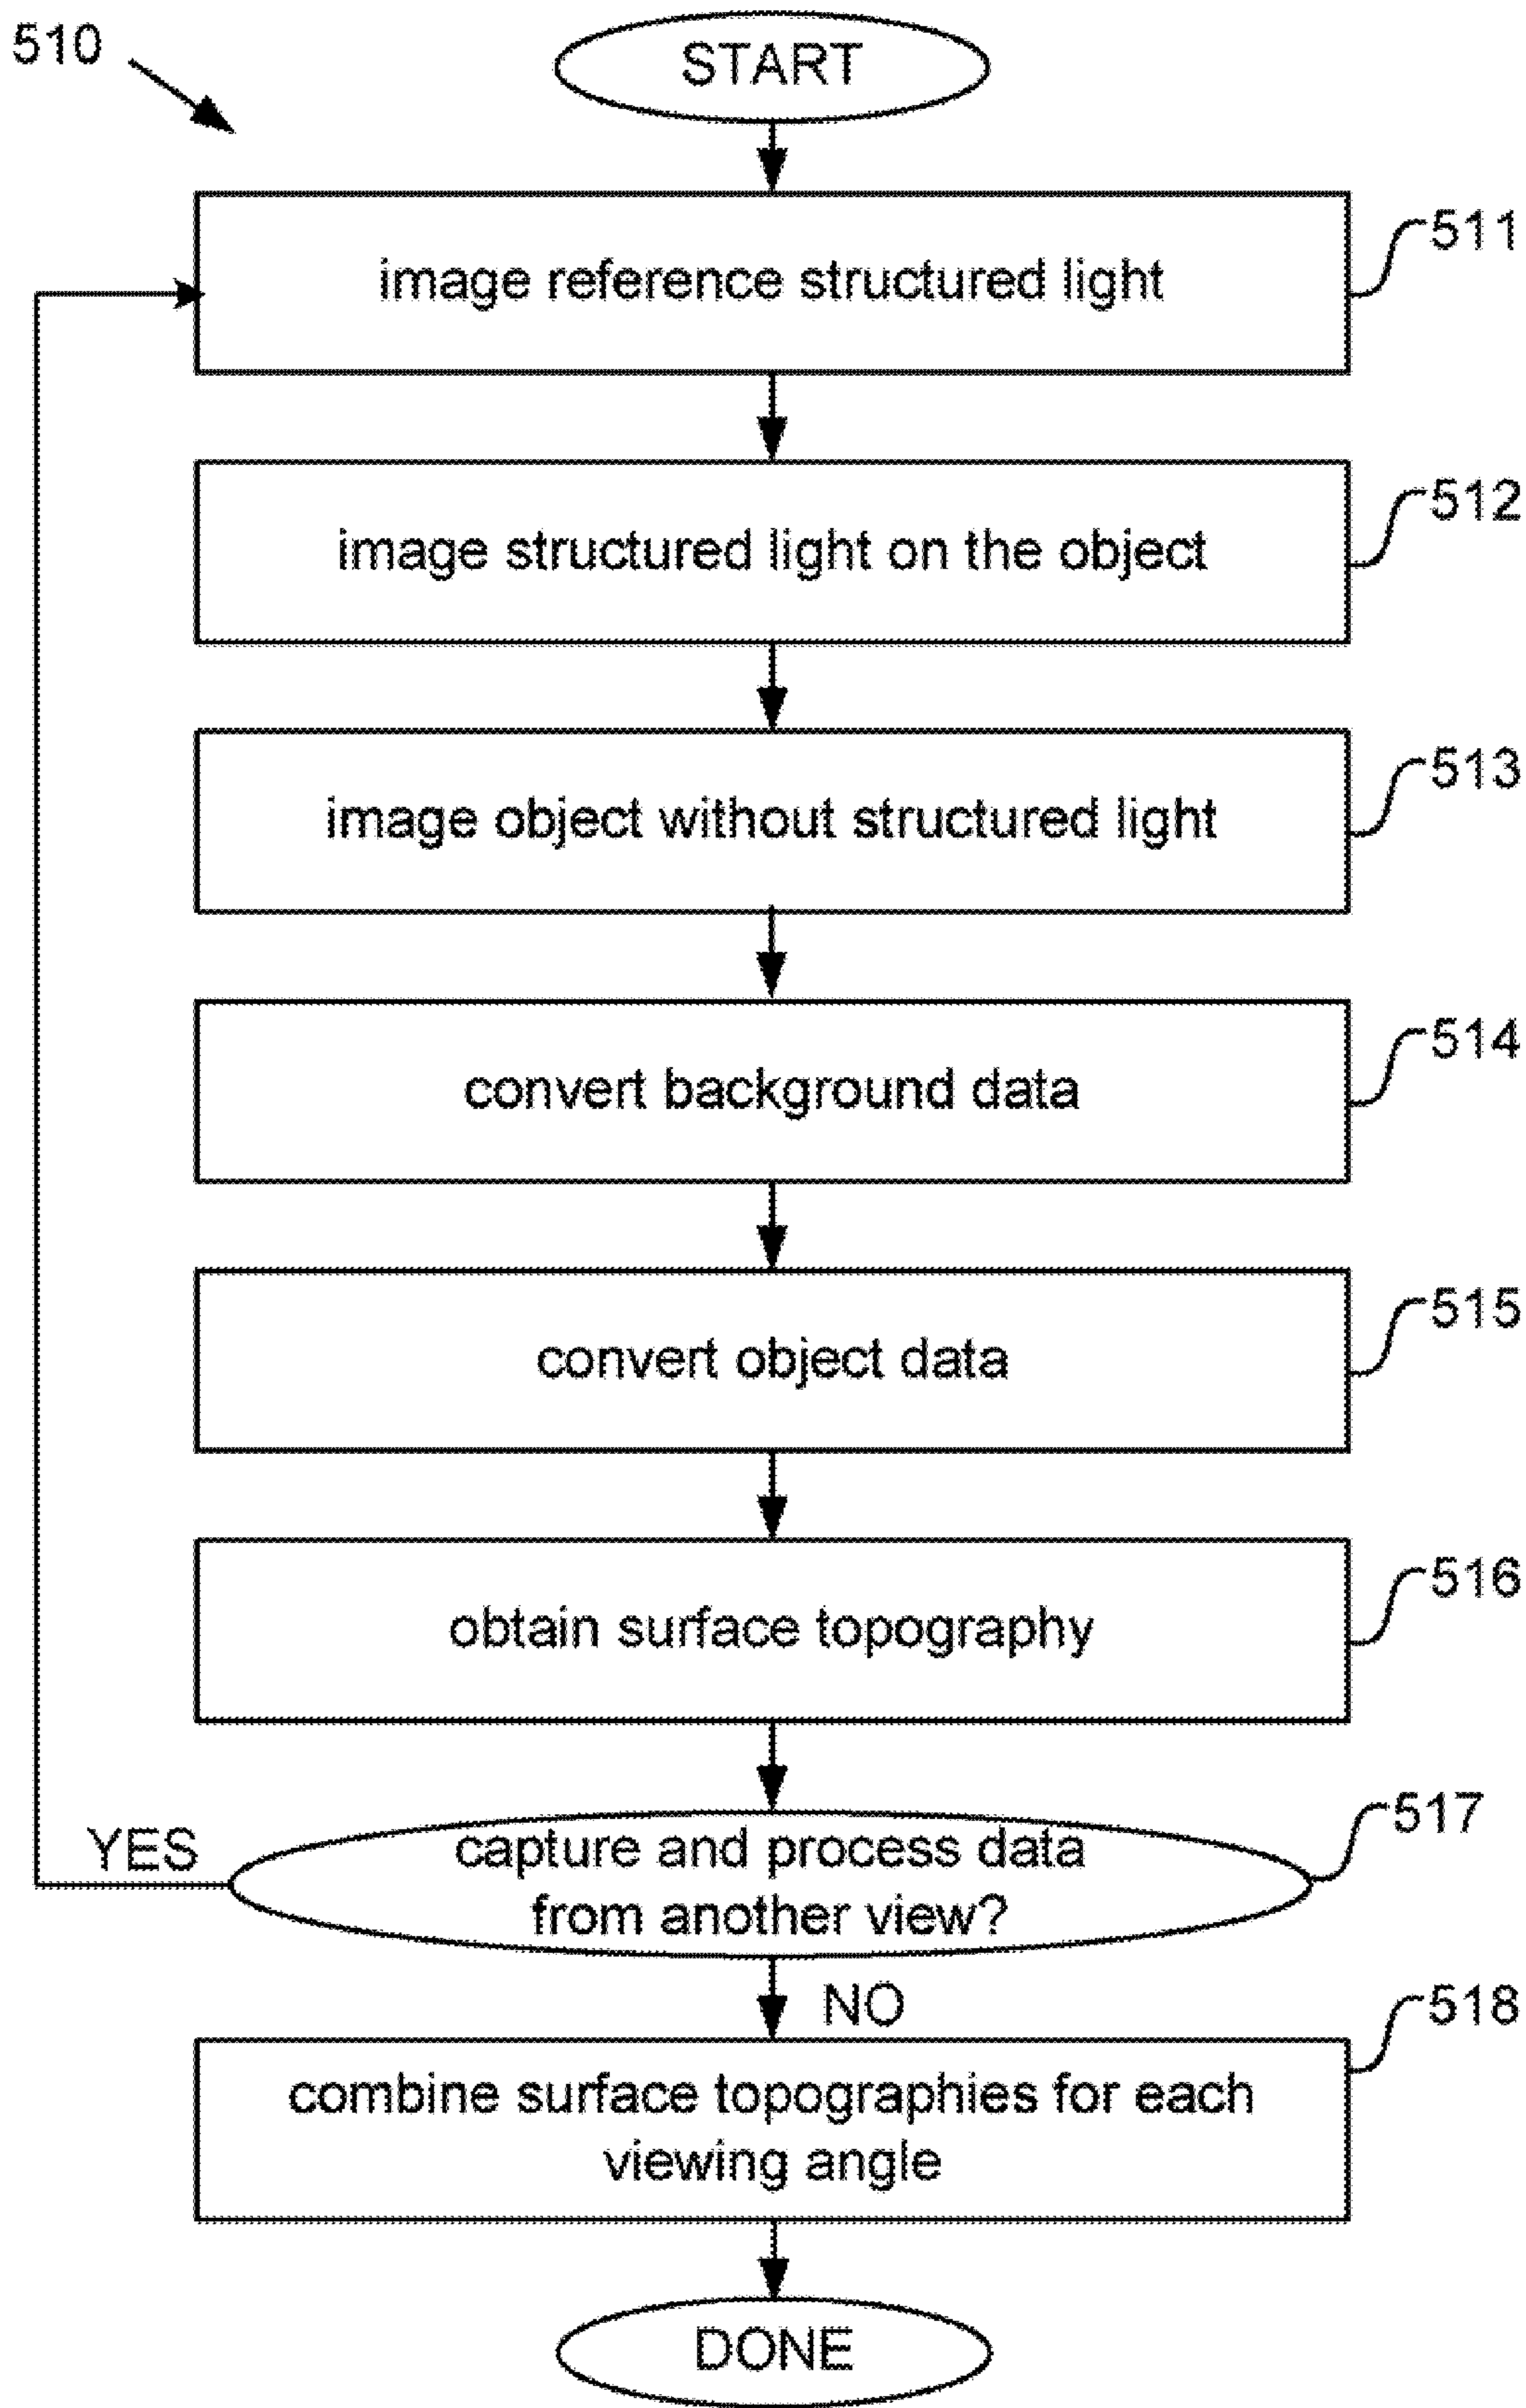 510
START
image reference structured light
511
image structured light on the object
512
image object without structured light
513
convert background data
514
convert object data
515
obtain surface topography
516
capture and process data
from another view?
517
YES
NO
combine surface topographies for each
viewing angle
518
DONE